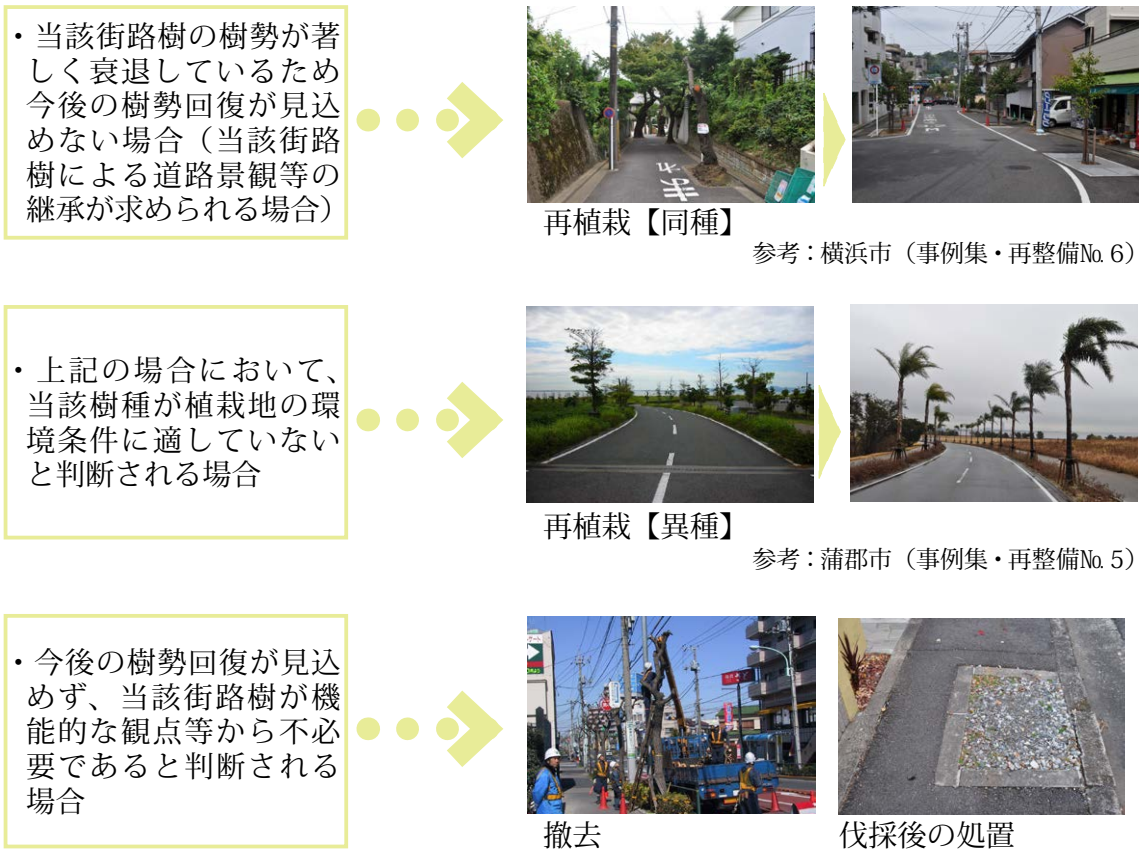 ・当該街路樹の樹勢が著
しく衰退しているため
今後の樹勢回復が見込
めない場合（当該街路
樹による道路景観等の
継承が求められる場合）
再植栽【同種】
参考：横浜市（事例集・再整備№6）
・上記の場合において、
当該樹種が植栽地の環
境条件に適していない
と判断される場合
再植栽【異種】
参考：蒲郡市（事例集・再整備№5）
・今後の樹勢回復が見込
めず、当該街路樹が機
能的な観点等から不必
要であると判断される
場合
撤去
伐採後の処置